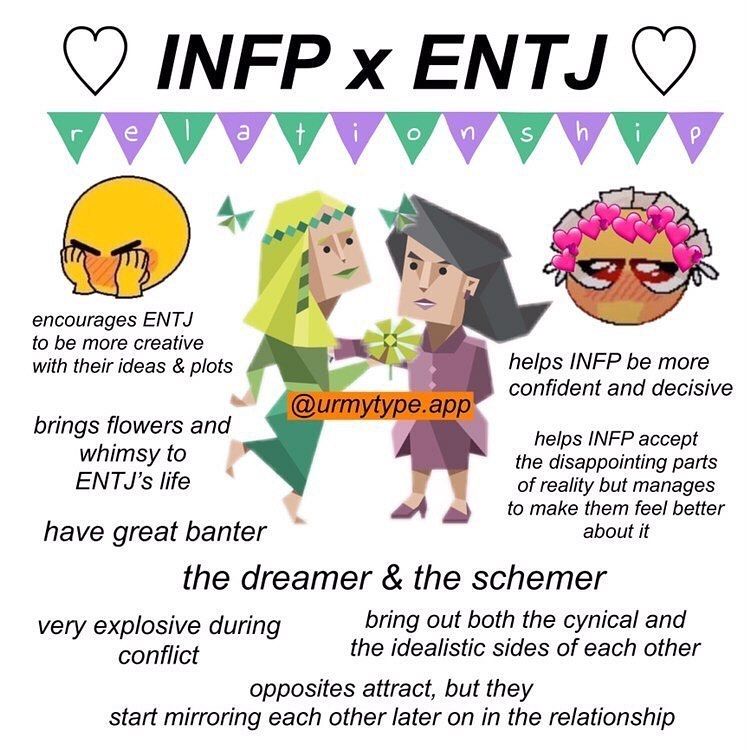 ♡ INFP x ENTJ ♡
relationship
encourages ENTJ
to be more creative
with their ideas & plots
brings flowers and
whimsy to
ENTJ's life
@urmytype.app
helps INFP be more
confident and decisive
helps INFP accept
the disappointing parts
of reality but manages
to make them feel better
about it
have great banter
the dreamer & the schemer
very explosive during
conflict
bring out both the cynical and
the idealistic sides of each other
opposites attract, but they
start mirroring each other later on in the relationship